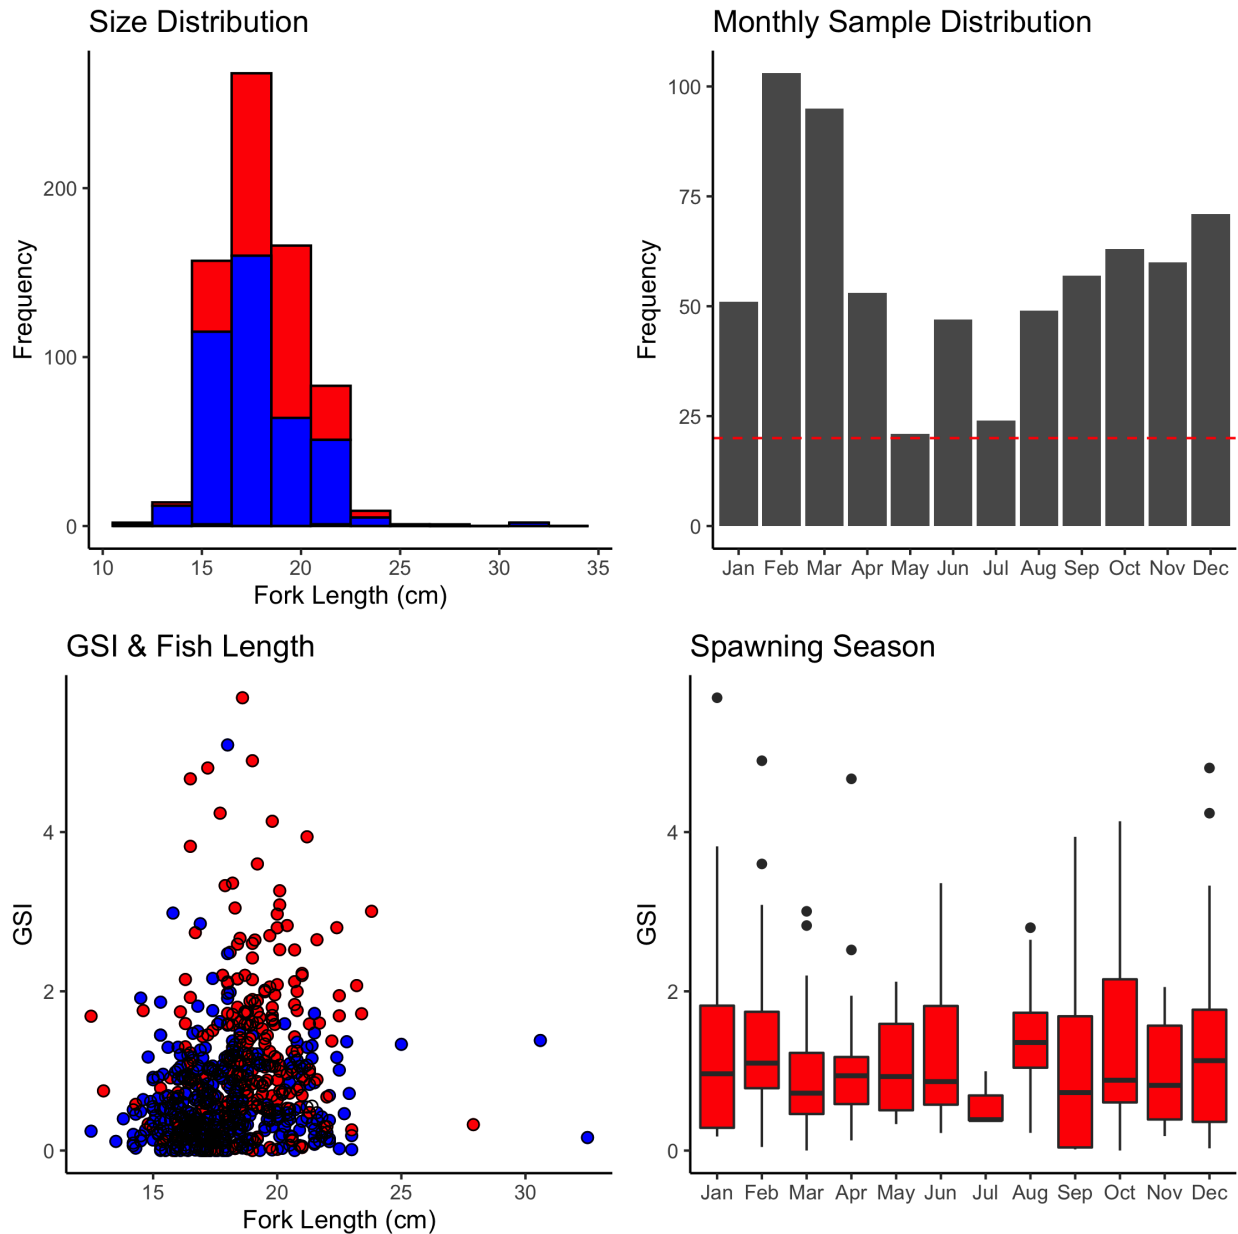 Size Distribution
Frequency
200
100
0
10 15 20 25 30 35
Fork Length (cm)
Monthly Sample Distribution
Frequency
100
75
50
25
0
Jan Feb Mar Apr May Jun Jul Aug Sep Oct Nov Dec
GSI & Fish Length
GSI
4
2
0
15 20 25 30
Fork Length (cm)
Spawning Season
GSI
4
2
0
Jan Feb Mar Apr May Jun Jul Aug Sep Oct Nov Dec